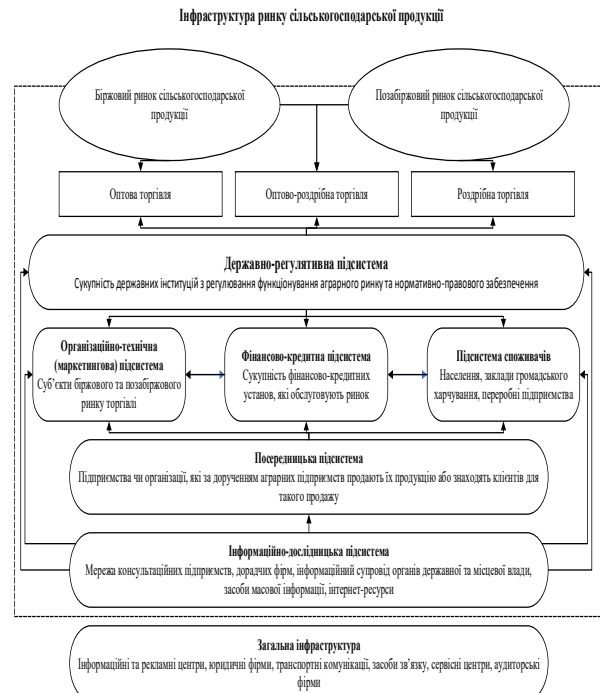 Інфраструктура ринку сільськогосподарської продукції
Біржовий ринок сільськогосподарської
продукції
Позабіржовий ринок сільськогосподарської
продукції
Оптова торгівля
Оптово-роздрібна торгівля
Роздрібна торгівля
Державно-регулятивна підсистема
Сукупність державних інституцій з регулювання функціонування аграрного ринку та нормативно-правового забезпечення
Організаційно-технічна
(маркетингова) підсистема
Суб’єкти біржового та позабіржового
ринку торгівлі
Фінансово-кредитна підсистема
Сукупність фінансово-кредитних
установ, які обслуговують ринок
Підсистема споживачів
Населення, заклади громадського
харчування, переробні підприємства
Посередницька підсистема
Підприємства чи організації, які за дорученням аграрних підприємств продають їх продукцію або знаходять клієнтів для
такого продажу
Інформаційно-дослідницька підсистема
Мережа консультаційних підприємств, дорадчих фірм, інформаційний супровід органів державної та місцевої влади,
засоби масової інформації, інтернет-ресурси
Загальна інфраструктура
Інформаційні та рекламні центри, юридичні фірми, транспортні комунікації, засоби зв’язку, сервісні центри, аудиторські
фірми